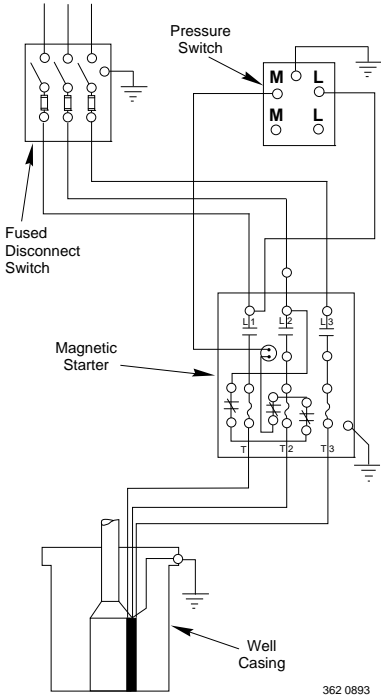 Pressure
Switch
M L
M L
Fused
Disconnect
Switch
L1 L2 L3
Magnetic
Starter
T T2 T3
Well
Casing
362 0893